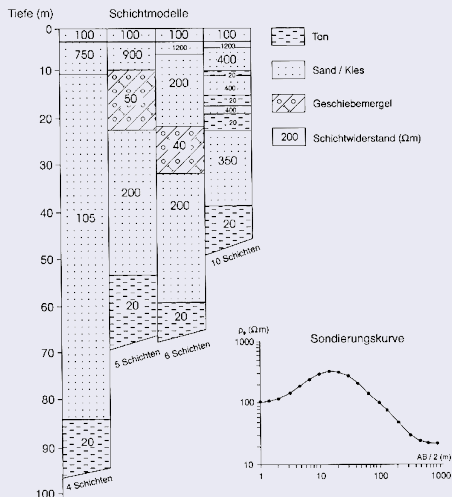 Tiefe (m)
Schichtmodelle
0
10
20
30
40
50
60
70
80
90
100
100
750
105
20
4 Schichten
100
900
50
200
20
5 Schichten
100
1200
200
40
200
20
6 Schichten
100
1200
400
20
400
20
400
20
350
20
10 Schichten
Ton
Sand / Kies
Geschiebemergel
200 Schichtwiderstand (Ωm)
Sondierungskurve
ρs (Ωm)
1000
100
10
1 10 100 1000
AB / 2 (m)